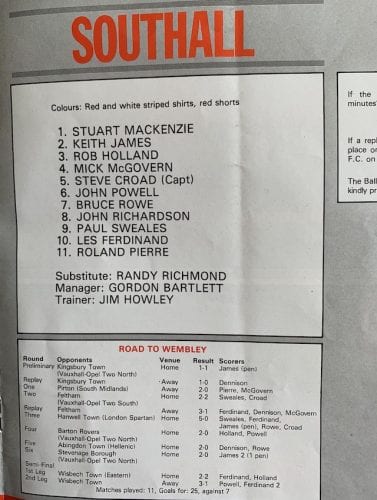 SOUTHALL
Colours: Red and white striped shirts, red shorts
1. STUART MACKENZIE
2. KEITH JAMES
3. ROB HOLLAND
4. MICK McGOVERN
5. STEVE CROAD (Capt)
6. JOHN POWELL
7. BRUCE ROWE
8. JOHN RICHARDSON
9. PAUL SWEALES
10. LES FERDINAND
11. ROLAND PIERRE
Substitute: RANDY RICHMOND
Manager: GORDON BARTLETT
Trainer: JIM HOWLEY
ROAD TO WEMBLEY
Round Opponents Venue Result Scorers
Preliminary Kingsbury Town Home 1-1 James (pen)
(Vauxhall-Opel Two North)
Replay Kingsbury Town Away 1-0 Dennison
One Pirton (South Midlands) Away 2-0 Pierre, McGovern
Two Feltham Home 2-2 Sweales, Croad
(Vauxhall-Opel Two South)
Replay Feltham Away 3-1 Ferdinand, Dennison, McGovern
Three Hanwell Town (London Spartan) Home 5-0 Sweales, Ferdinand,
James (pen), Rowe, Croad
Four Barton Rovers Home 2-0 Holland, Powell
(Vauxhall-Opel Two North)
Five Abingdon Town (Hellenic) Home 2-0 Dennison, Rowe
Six Stevenage Borough Home 2-0 James 2 (1 pen)
(Vauxhall-Opel Two North)
Semi-Final
1st Leg Wisbech Town (Eastern) Home 2-2 Ferdinand, Holland
2nd Leg Wisbech Town Away 3-1 Powell, Ferdinand 2
Matches played: 11, Goals for: 25, against 7
If the
minutes
If a repl
place on
F.C. on
The Ball
kindly pr